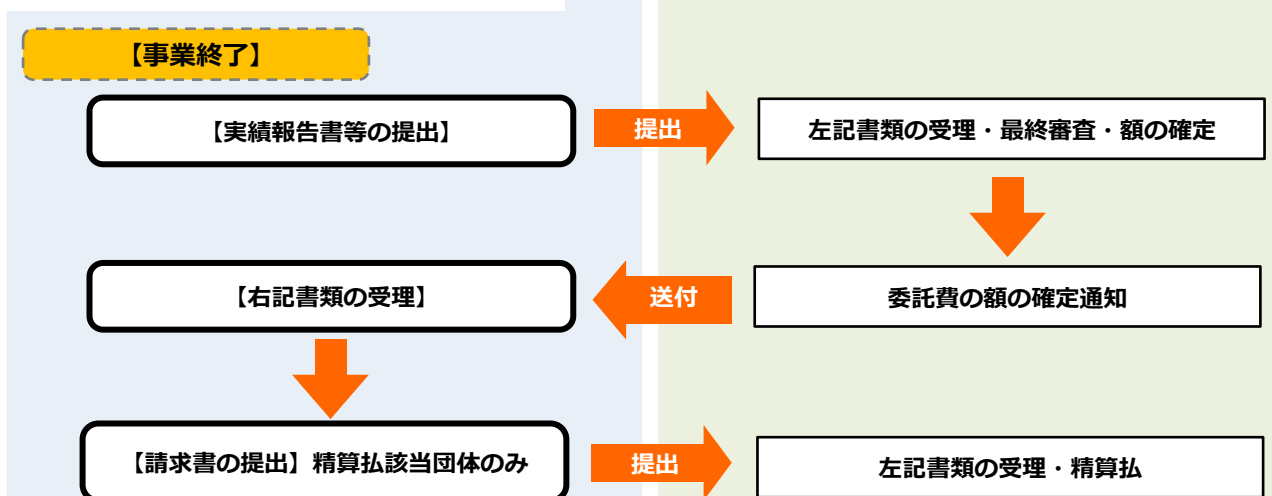 【事業終了】
【実績報告書等の提出】
提出
左記書類の受理・最終審査・額の確定
【右記書類の受理】
送付
委託費の額の確定通知
【請求書の提出】精算払該当団体のみ
提出
左記書類の受理・精算払